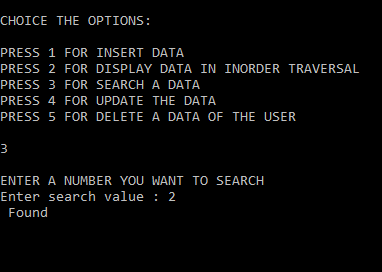 CHOICE THE OPTIONS:
PRESS 1 FOR INSERT DATA
PRESS 2 FOR DISPLAY DATA IN INORDER TRAVERSAL
PRESS 3 FOR SEARCH A DATA
PRESS 4 FOR UPDATE THE DATA
PRESS 5 FOR DELETE A DATA OF THE USER
3
ENTER A NUMBER YOU WANT TO SEARCH
Enter search value : 2
Found